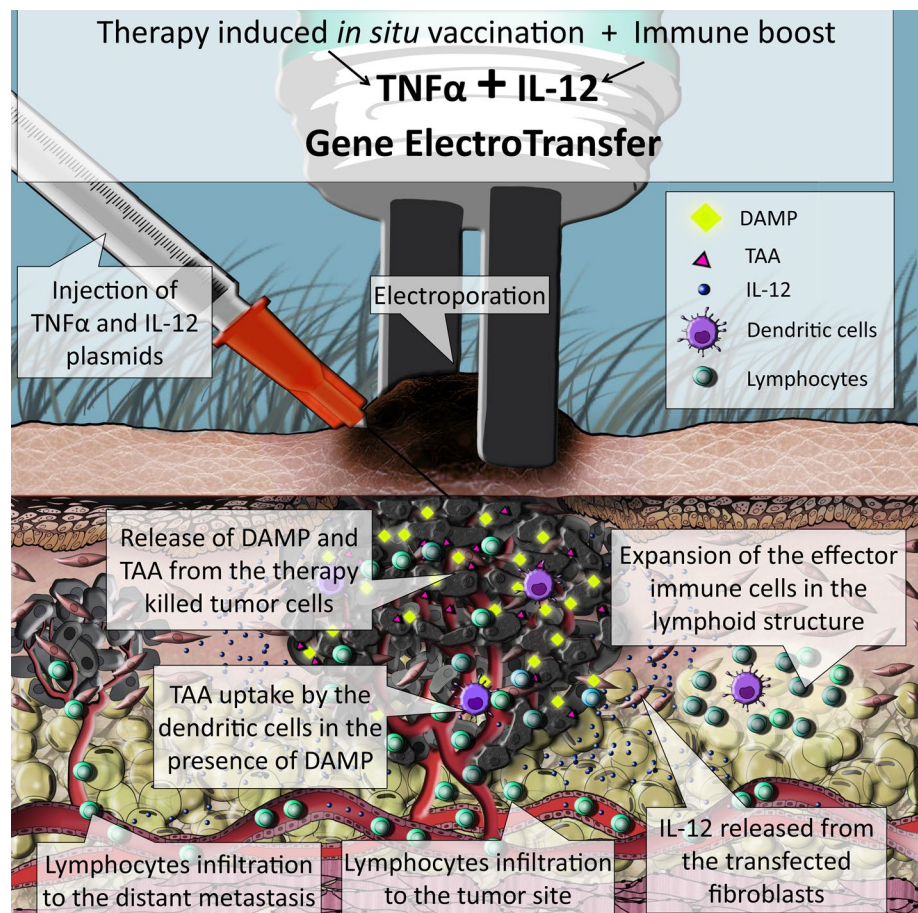 Therapy induced in situ vaccination + Immune boost
TNFα + IL-12
Gene ElectroTransfer
DAMP
TAA
IL-12
Dendritic cells
Lymphocytes
Injection of
TNFα and IL-12
plasmids
Electroporation
Release of DAMP and
TAA from the therapy
killed tumor cells
Expansion of the effector
immune cells in the
lymphoid structure
TAA uptake by the
dendritic cells in the
presence of DAMP
Lymphocytes infiltration
to the distant metastasis
Lymphocytes infiltration
to the tumor site
IL-12 released from
the transfected
fibroblasts